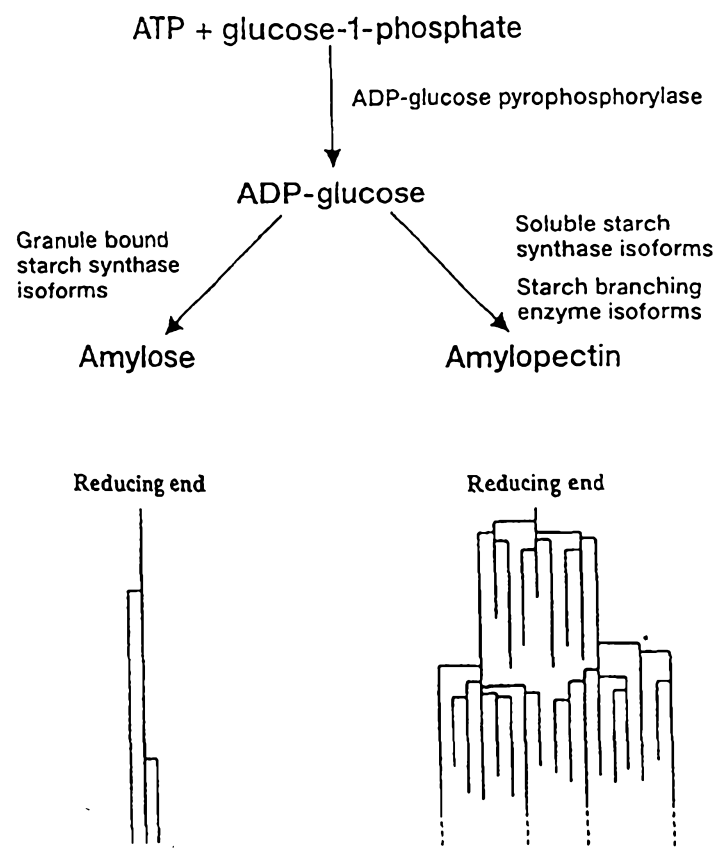 ATP + glucose-1-phosphate
ADP-glucose pyrophosphorylase
ADP-glucose
Granule bound
starch synthase
isoforms
Soluble starch
synthase isoforms
Starch branching
enzyme isoforms
Amylose
Amylopectin
Reducing end
Reducing end